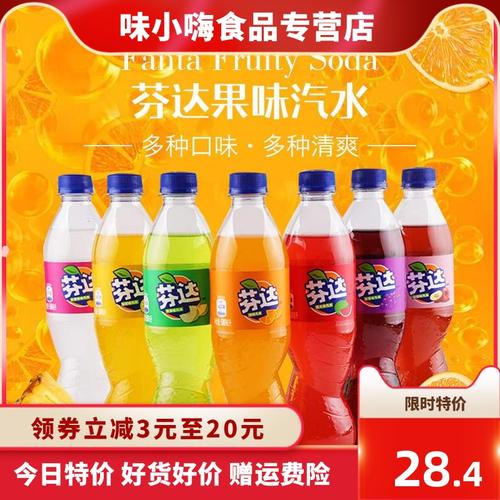 味小嗨食品专营店
Fanta Fruity Soda
芬达果味汽水
多种口味·多种清爽
芬达
芬达
芬达
芬达
芬达
芬达
芬达
限时特价
领券立减3元至20元
今日特价 好货好价 赠运费险
28.4